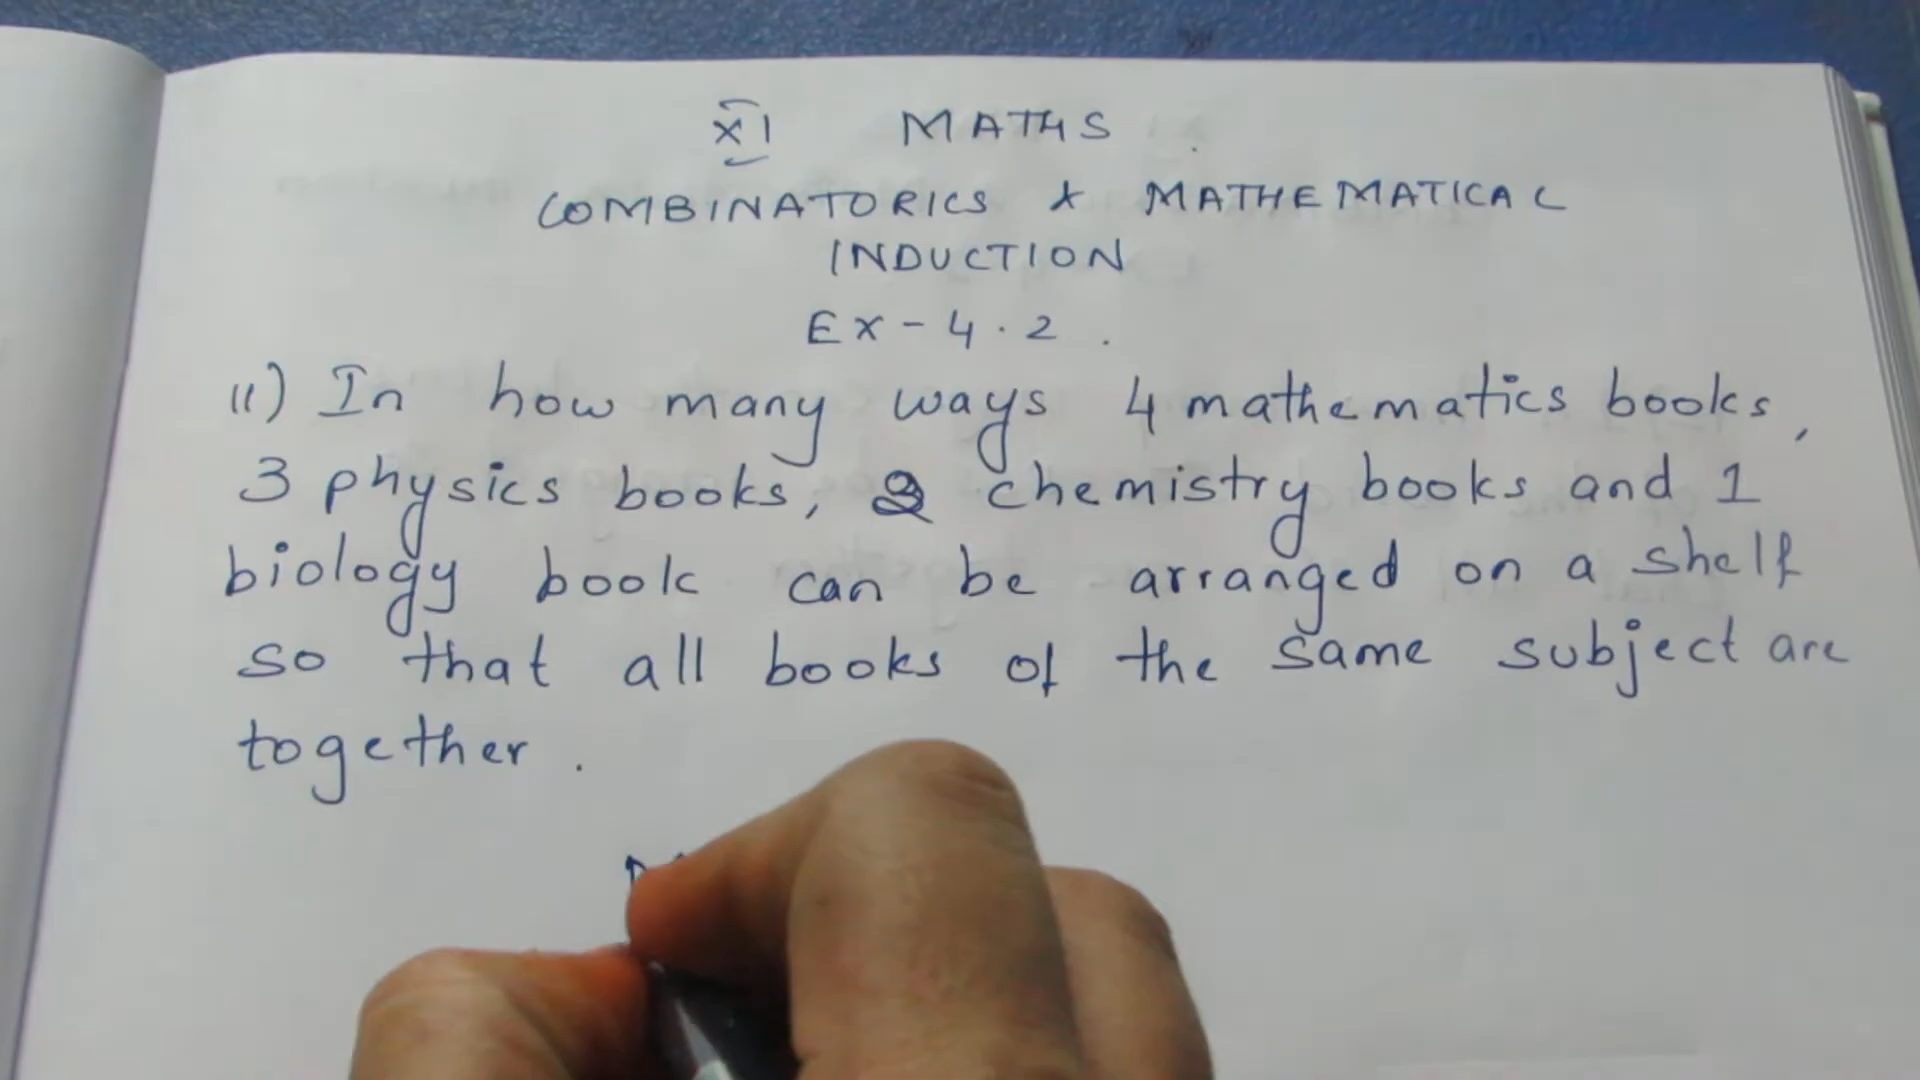 XI MATHS
COMBINATORICS & MATHEMATICAL
INDUCTION
Ex - 4.2.
11) In how many ways 4 mathematics books,
3 physics books, 2 chemistry books and 1
biology book can be arranged on a shelf
so that all books of the same subject are
together.